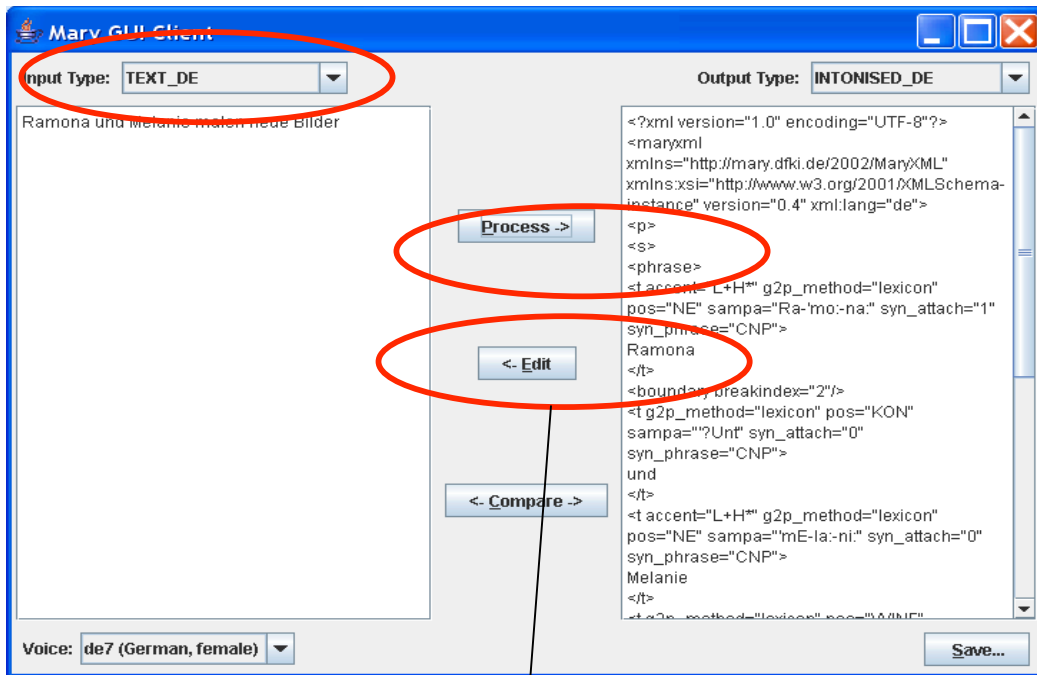 Mary GUI Client
Input Type: TEXT_DE
Output Type: INTONISED_DE
Ramona und Melanie malen neue Bilder
Process ->
<- Edit
<- Compare ->
<?xml version="1.0" encoding="UTF-8"?>
<maryxml
xmlns="http://mary.dfki.de/2002/MaryXML"
xmlns:xsi="http://www.w3.org/2001/XMLSchema-
instance" version="0.4" xml:lang="de">
<p>
<s>
<phrase>
<t accent="L+H*" g2p_method="lexicon"
pos="NE" sampa="Ra-'mo:-na:" syn_attach="1"
syn_phrase="CNP">
Ramona
</t>
<boundary breakindex="2"/>
<t g2p_method="lexicon" pos="KON"
sampa="'?Unt" syn_attach="0"
syn_phrase="CNP">
und
</t>
<t accent="L+H*" g2p_method="lexicon"
pos="NE" sampa="'mE-la:-ni:" syn_attach="0"
syn_phrase="CNP">
Melanie
</t>
<t g2p_method="lexicon" pos="VVINF"
Voice: de7 (German, female)
Save...